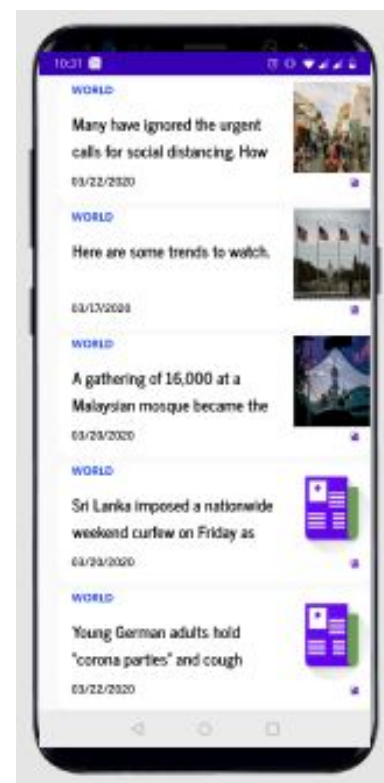 10:31
WORLD
Many have ignored the urgent
calls for social distancing. How
03/22/2020
WORLD
Here are some trends to watch.
03/17/2020
WORLD
A gathering of 16,000 at a
Malaysian mosque became the
03/20/2020
WORLD
Sri Lanka imposed a nationwide
weekend curfew on Friday as
03/20/2020
WORLD
Young German adults hold
"corona parties" and cough
03/22/2020